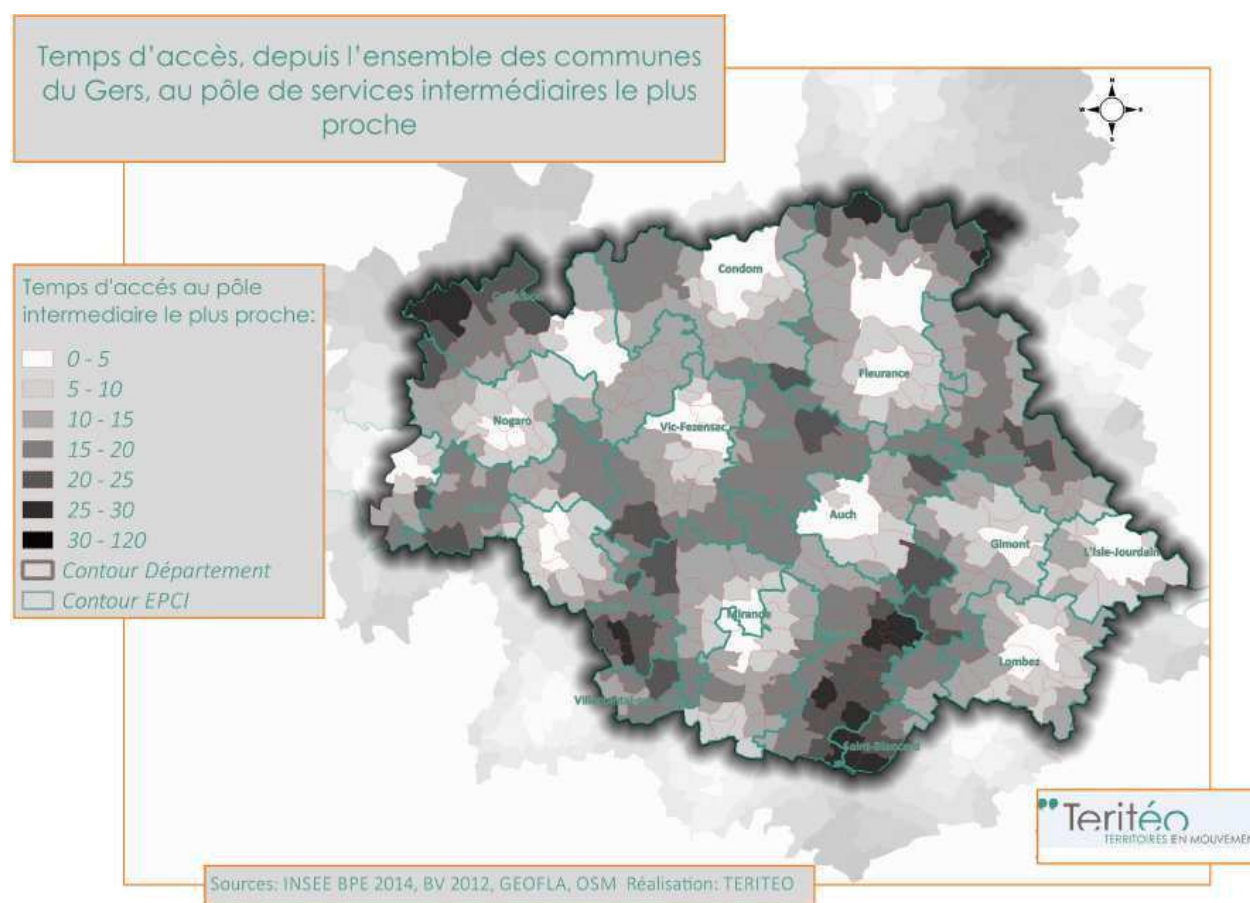 Temps d'accès, depuis l'ensemble des communes
du Gers, au pôle de services intermédiaires le plus
proche
N
W
E
S
Temps d'accés au pôle
intermediaire le plus proche:
0 - 5
5 - 10
10 - 15
15 - 20
20 - 25
25 - 30
30 - 120
Contour Département
Contour EPCI
Condom
Fleurance
Nogaro
Vic-Fezensac
Auch
Gimont
L'Isle-Jourdain
Mirande
Lombez
Teritéo
TERRITOIRES EN MOUVEMEN
Sources: INSEE BPE 2014, BV 2012, GEOFLA, OSM Réalisation: TERITEO